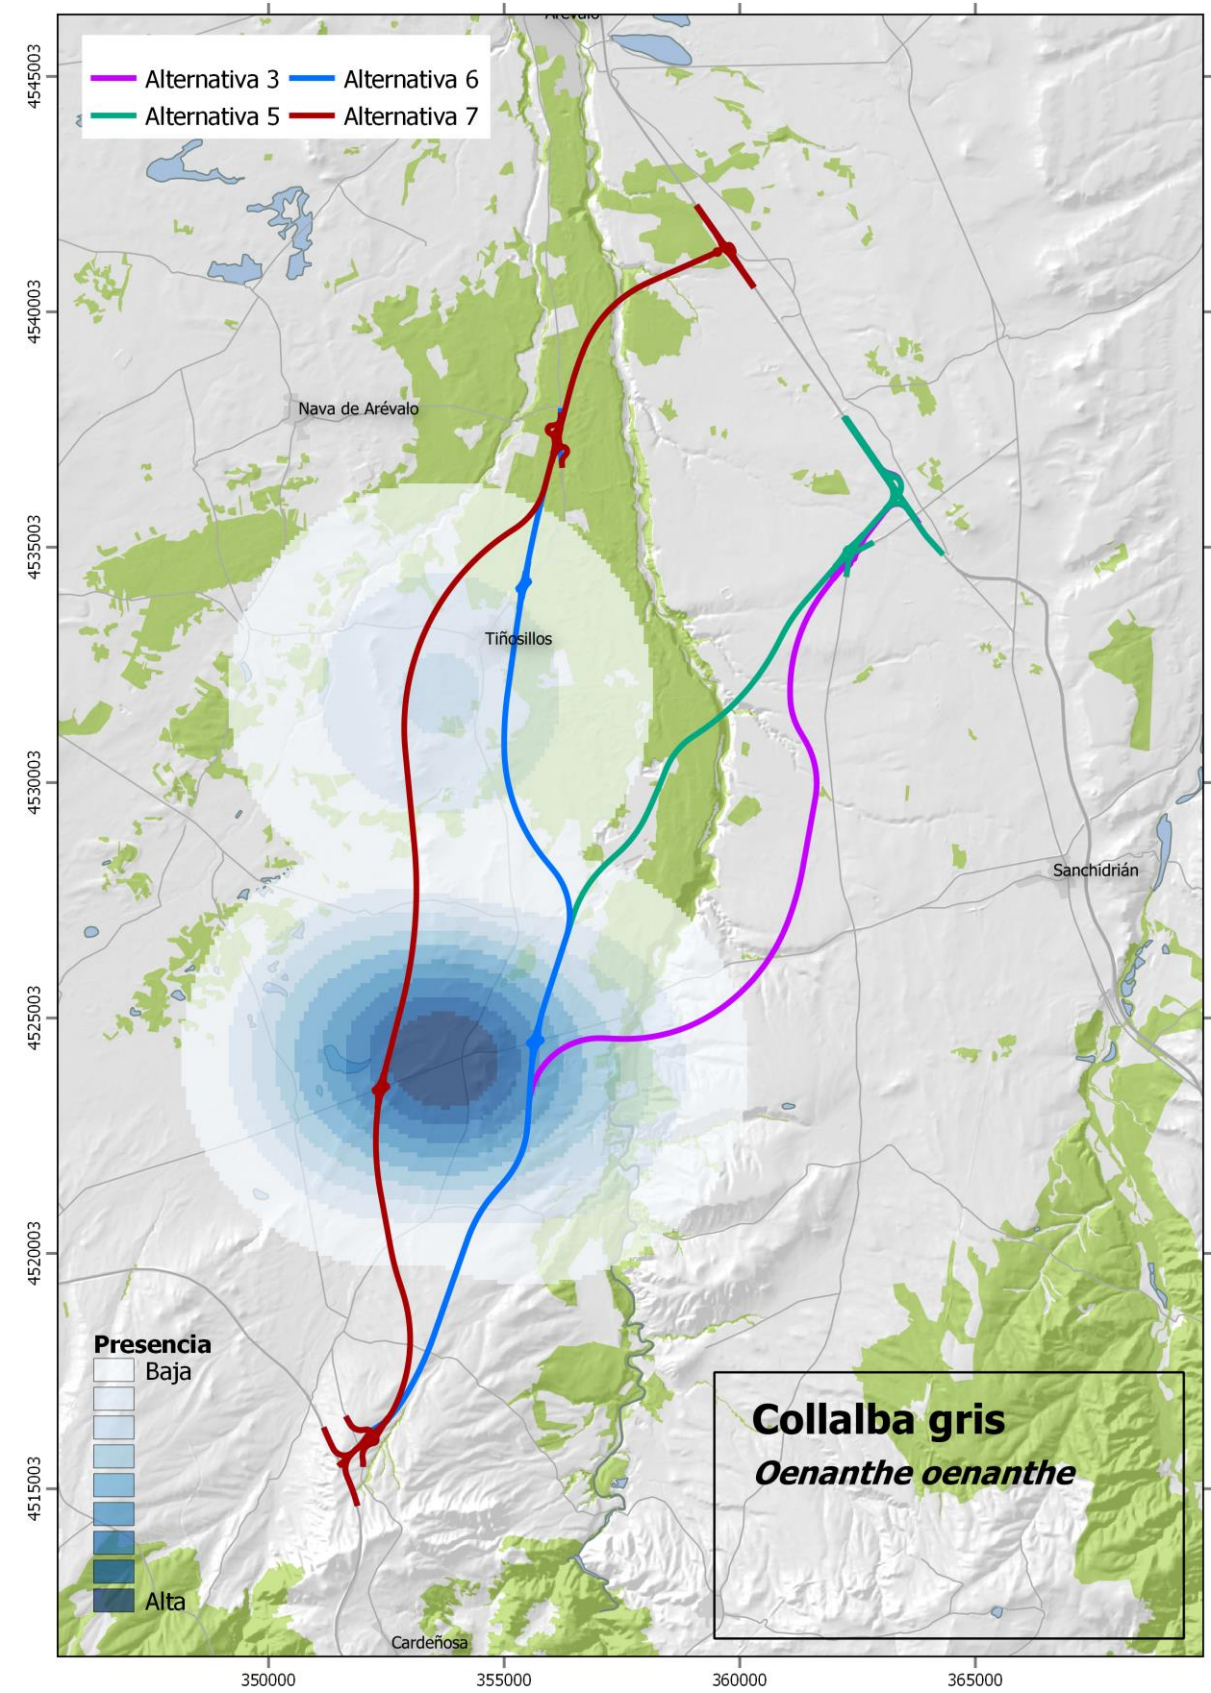 Arévalo
Alternativa 3
Alternativa 6
Alternativa 5
Alternativa 7
4545003
4540003
4535003
4530003
4525003
4520003
4515003
Nava de Arévalo
Tiñosillos
Sanchidrián
Presencia
Baja
Alta
Collalba gris
Oenanthe oenanthe
Cardeñosa
350000
355000
360000
365000